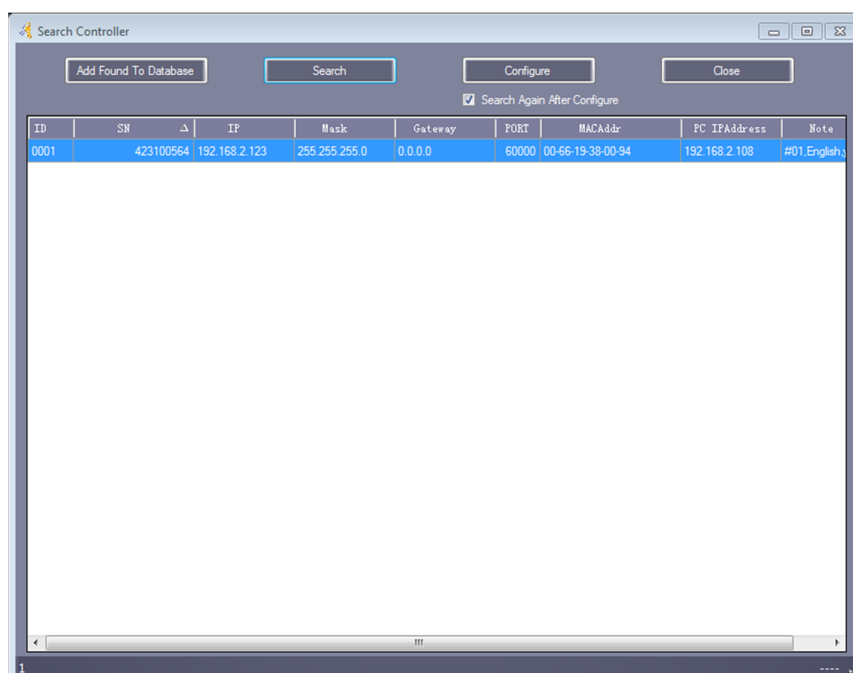 Search Controller
Add Found To Database Search Configure Close
Search Again After Configure
ID SN IP Mask Gateway PORT MACAddr PC IPAddress Note
0001 423100564 192.168.2.123 255.255.255.0 0.0.0.0 60000 00-66-19-38-00-94 192.168.2.108 #01,English,
1 ----